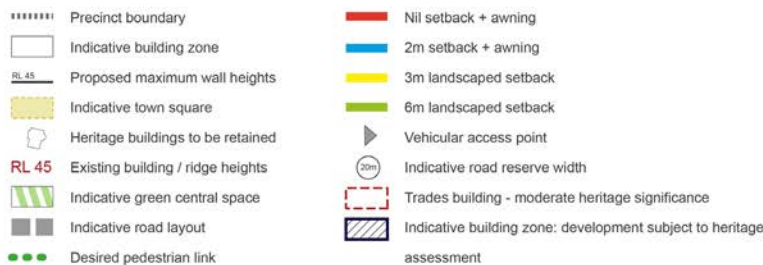 Precinct boundary
Indicative building zone
RL 45 Proposed maximum wall heights
Indicative town square
Heritage buildings to be retained
RL 45 Existing building / ridge heights
Indicative green central space
Indicative road layout
Desired pedestrian link
Nil setback + awning
2m setback + awning
3m landscaped setback
6m landscaped setback
Vehicular access point
20m Indicative road reserve width
Trades building - moderate heritage significance
Indicative building zone: development subject to heritage
assessment